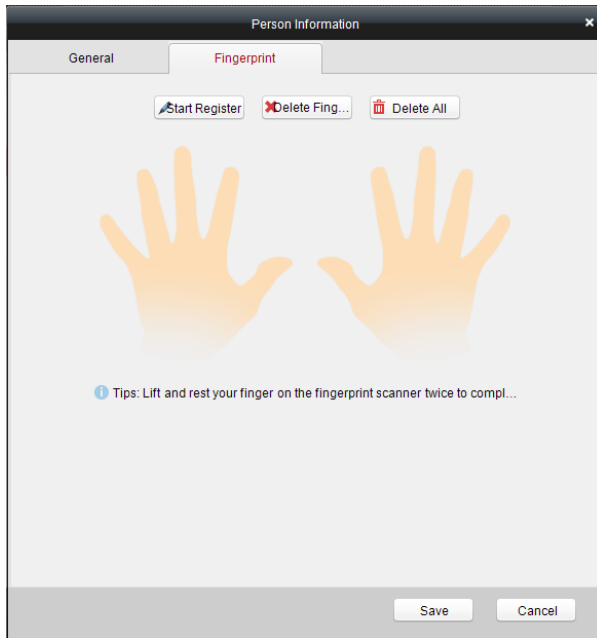 Person Information
General Fingerprint
Start Register Delete Fing... Delete All
Tips: Lift and rest your finger on the fingerprint scanner twice to compl...
Save Cancel